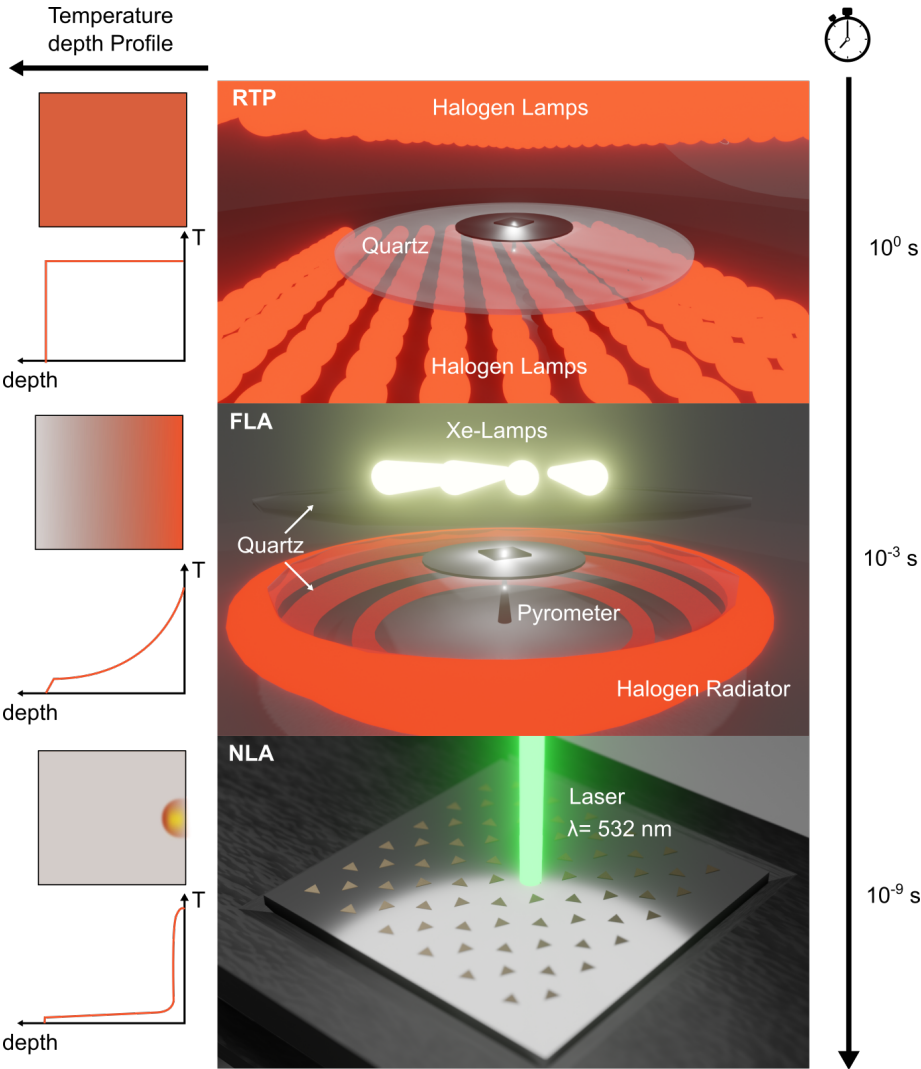 Temperature
depth Profile
RTP
Halogen Lamps
T
Quartz
10⁰ s
Halogen Lamps
depth
FLA
Xe-Lamps
Quartz
10⁻³ s
T
Pyrometer
Halogen Radiator
depth
NLA
Laser
λ= 532 nm
T
10⁻⁹ s
depth